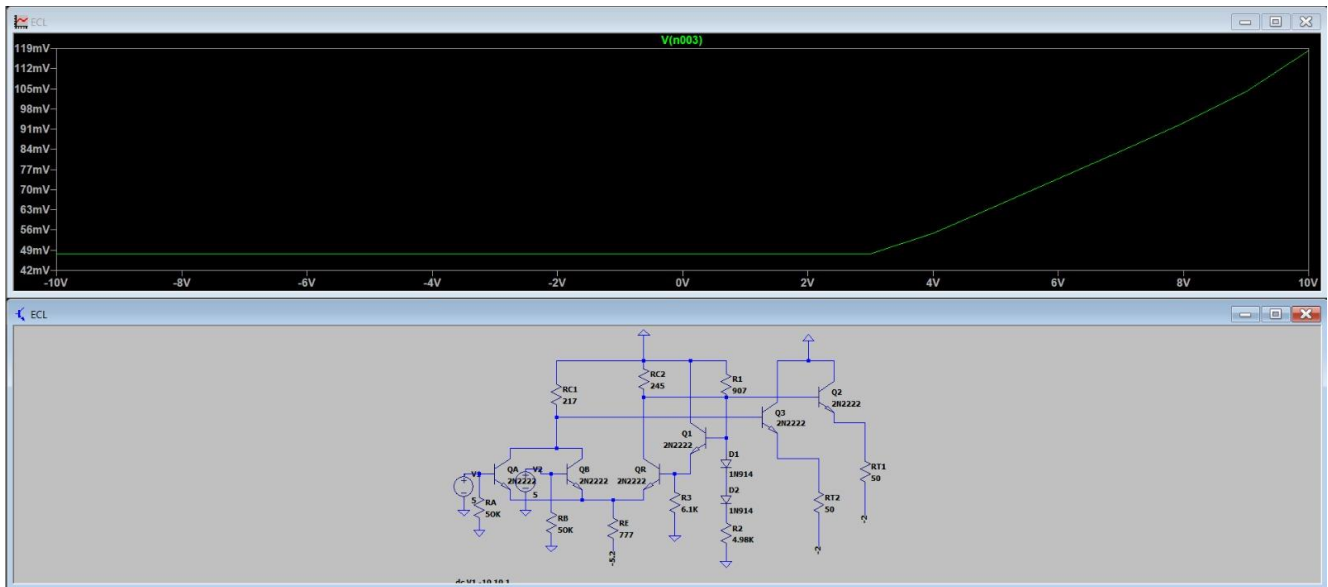 ECL
V(n003)
119mV
112mV
105mV
98mV
91mV
84mV
77mV
70mV
63mV
56mV
49mV
42mV
-10V -8V -6V -4V -2V 0V 2V 4V 6V 8V 10V
ECL
RC1
217
RC2
245
R1
907
Q2
2N2222
Q3
2N2222
Q1
2N2222
D1
1N914
D2
1N914
R2
4.98K
QA
2N2222
V2
5
QB
2N2222
QR
2N2222
5
RA
50K
RB
50K
RE
777
-5.2
R3
6.1K
RT1
50
-2
RT2
50
-2